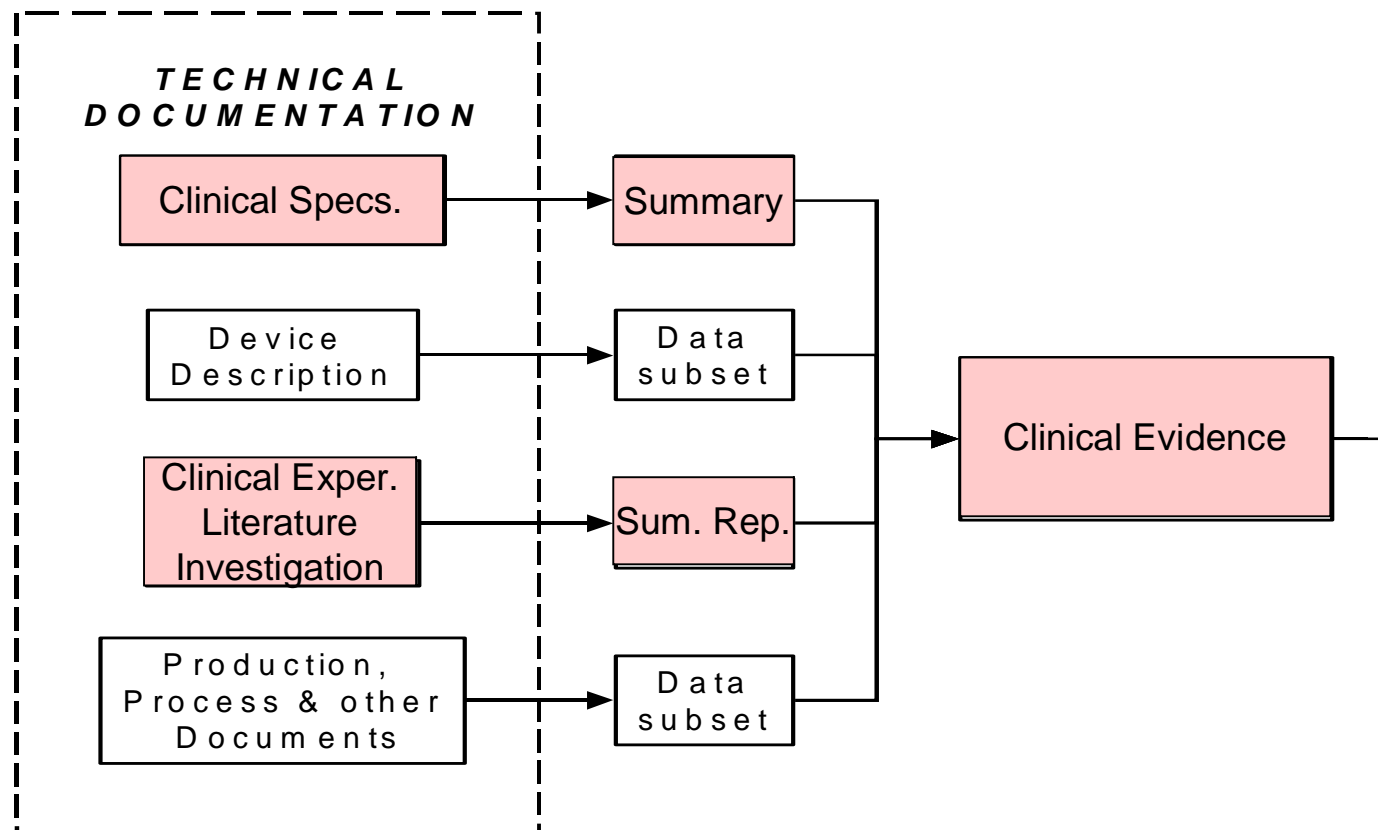 TECHNICAL
DOCUMENTATION
Clinical Specs.
Summary
Device
Description
Data
subset
Clinical Exper.
Literature
Investigation
Sum. Rep.
Clinical Evidence
Production,
Process & other
Documents
Data
subset